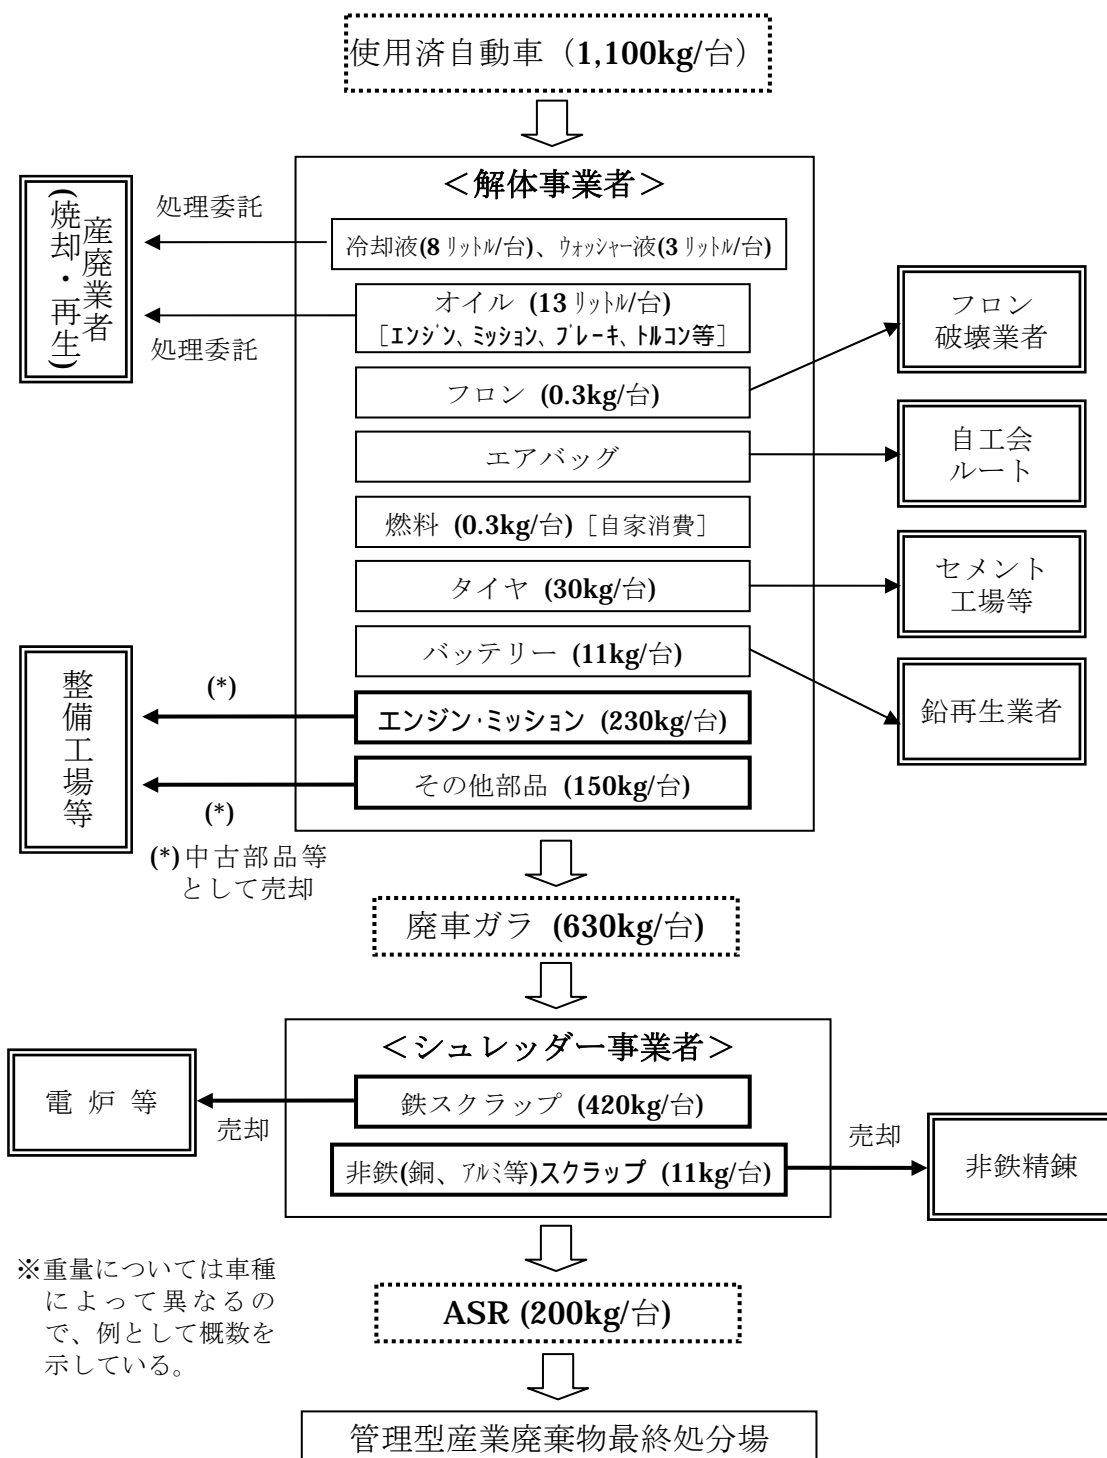 使用済自動車（1,100kg/台）
＜解体事業者＞
産廃業者
(焼却・再生)
処理委託
冷却液(8 リットル/台)、ウォッシャー液(3 リットル/台)
オイル (13 リットル/台)
［エンジン、ミッション、ブレーキ、トルコン等］
処理委託
フロン (0.3kg/台)
フロン
破壊業者
エアバッグ
自工会
ルート
燃料 (0.3kg/台)［自家消費］
タイヤ (30kg/台)
セメント
工場等
バッテリー (11kg/台)
鉛再生業者
整備工場等
(*)
エンジン・ミッション (230kg/台)
その他部品 (150kg/台)
(*)
(*)中古部品等
として売却
廃車ガラ (630kg/台)
＜シュレッダー事業者＞
電炉等
売却
鉄スクラップ (420kg/台)
非鉄(銅、アルミ等)スクラップ (11kg/台)
売却
非鉄精錬
※重量については車種
によって異なるの
で、例として概数を
示している。
ASR (200kg/台)
管理型産業廃棄物最終処分場